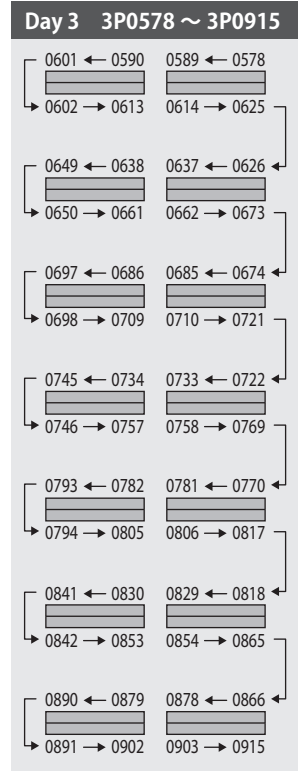 Day 3 3P0578 ～ 3P0915
0601 ← 0590 0589 ← 0578
0602 → 0613 0614 → 0625
0649 ← 0638 0637 ← 0626
0650 → 0661 0662 → 0673
0697 ← 0686 0685 ← 0674
0698 → 0709 0710 → 0721
0745 ← 0734 0733 ← 0722
0746 → 0757 0758 → 0769
0793 ← 0782 0781 ← 0770
0794 → 0805 0806 → 0817
0841 ← 0830 0829 ← 0818
0842 → 0853 0854 → 0865
0890 ← 0879 0878 ← 0866
0891 → 0902 0903 → 0915